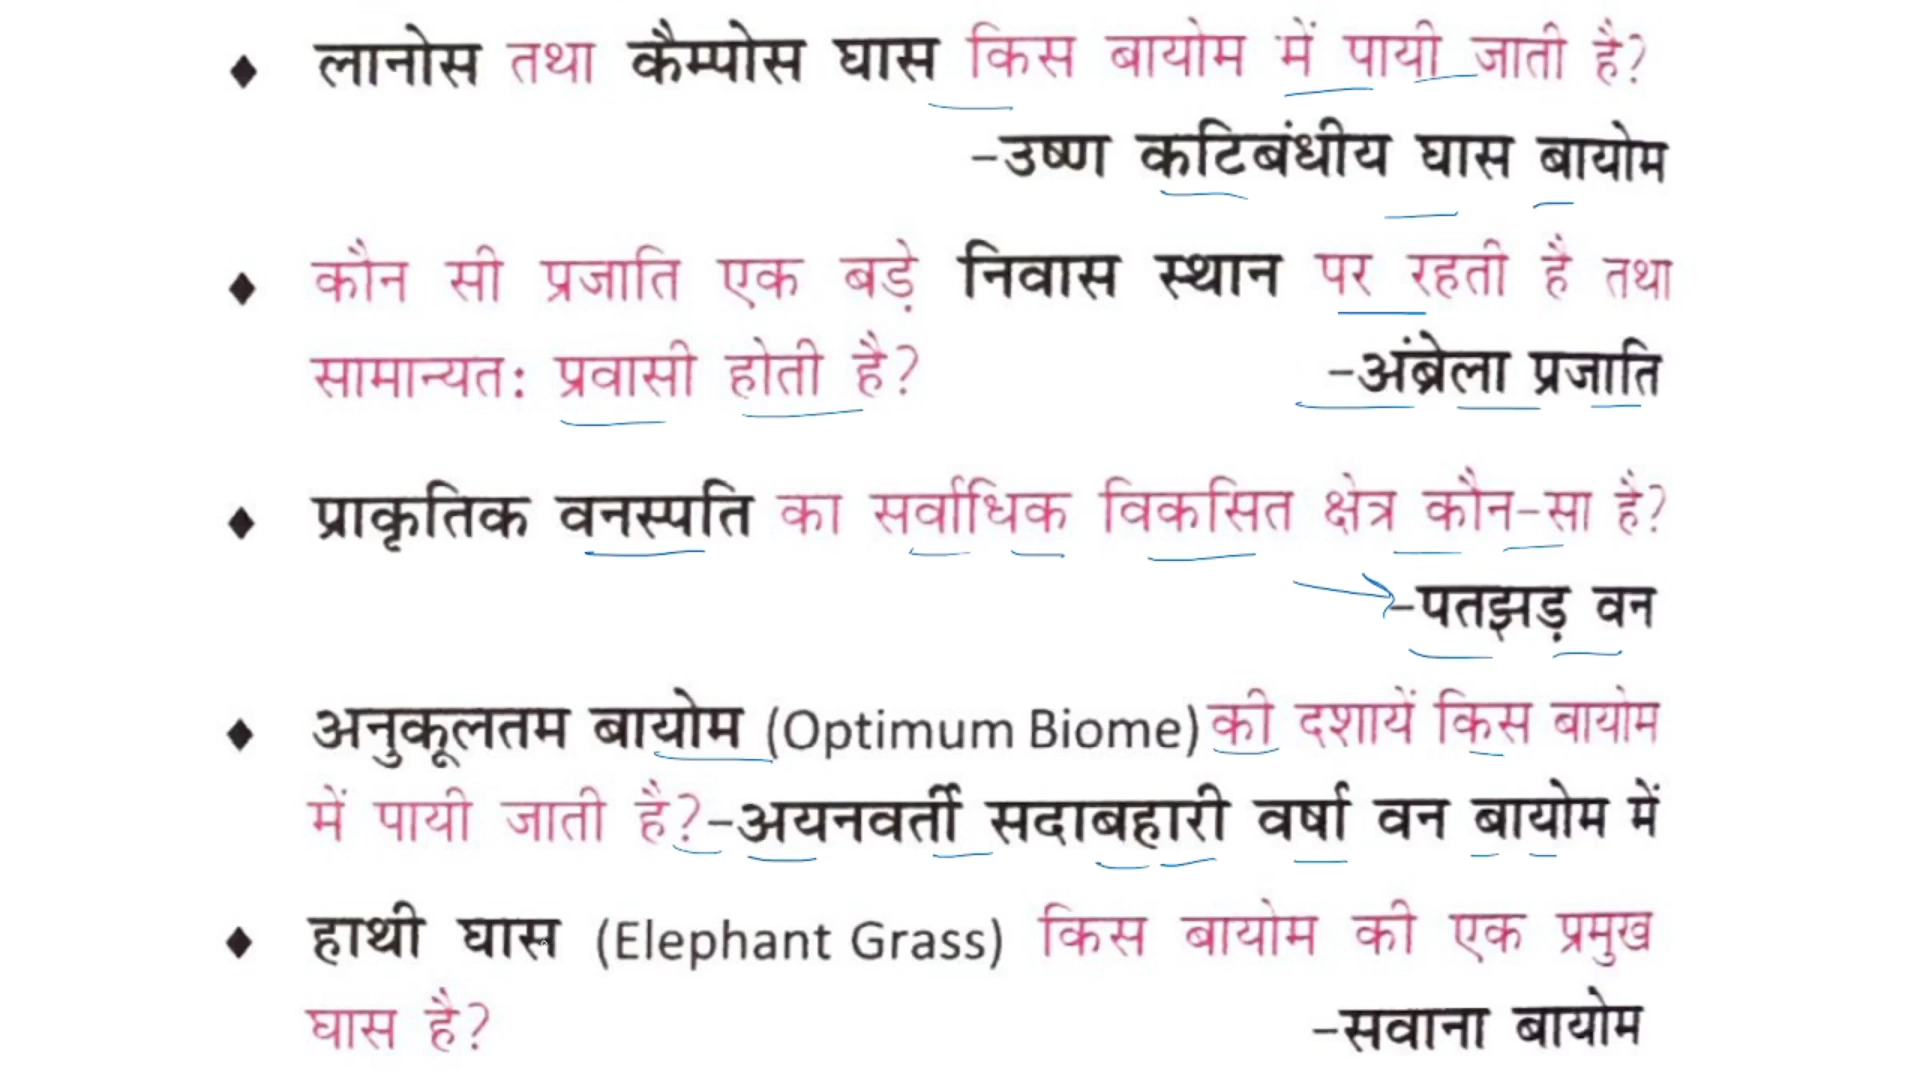 ♦ लानोस तथा कैम्पोस घास किस बायोम में पायी जाती है?
-उष्ण कटिबंधीय घास बायोम
♦ कौन सी प्रजाति एक बड़े निवास स्थान पर रहती है तथा
सामान्यत: प्रवासी होती है? -अंब्रेला प्रजाति
♦ प्राकृतिक वनस्पति का सर्वाधिक विकसित क्षेत्र कौन-सा है?
-पतझड़ वन
♦ अनुकूलतम बायोम (Optimum Biome) की दशायें किस बायोम
में पायी जाती है?-अयनवर्ती सदाबहारी वर्षा वन बायोम में
♦ हाथी घास (Elephant Grass) किस बायोम की एक प्रमुख
घास है? -सवाना बायोम